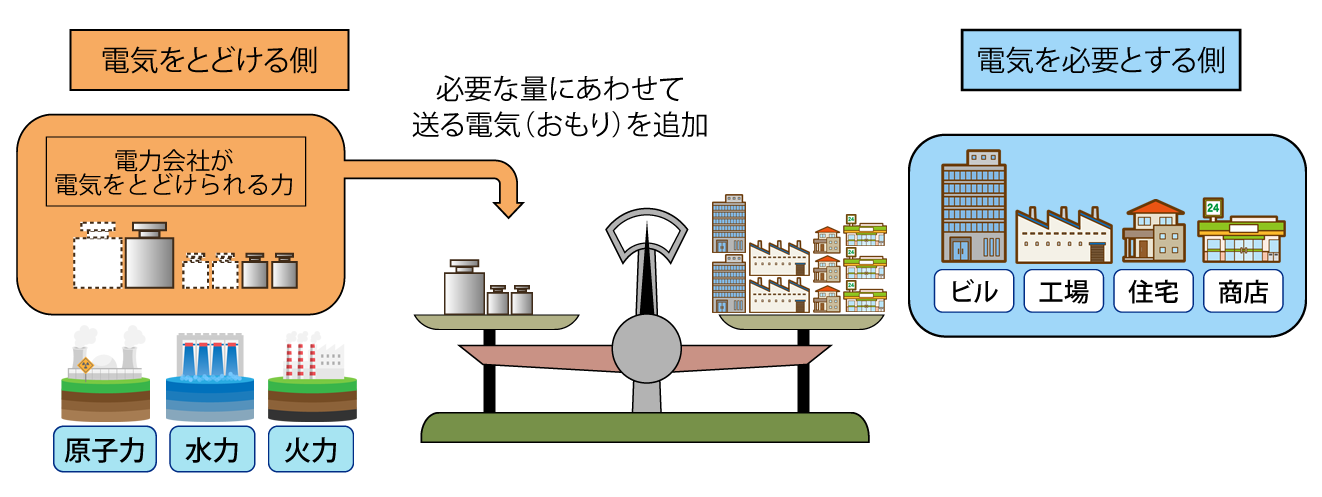 電気をとどける側
必要な量にあわせて
送る電気（おもり）を追加
電気を必要とする側
電力会社が
電気をとどけられる力
24
24
24
24
ビル
工場
住宅
商店
原子力
水力
火力